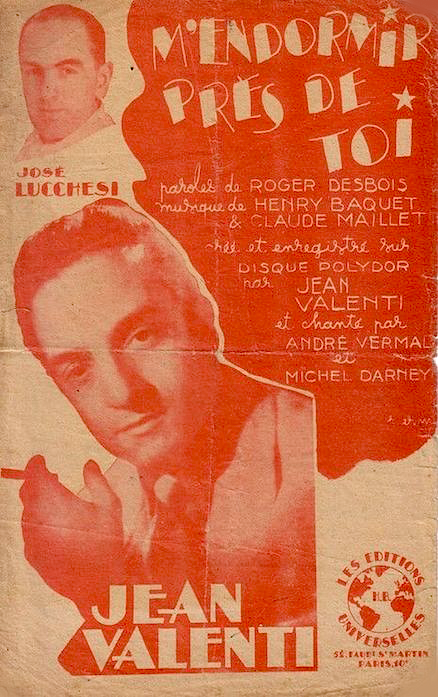 M'ENDORMIR
PRES DE
TOI
JOSÉ
LUCCHESI
paroles de ROGER DESBOIS
musique de HENRY BAQUET
& CLAUDE MAILLET
créé et enregistré sur
DISQUE POLYDOR
par JEAN
VALENTI
et chanté par
ANDRÉ VERMAL
et
MICHEL DARNEY
JEAN
VALENTI
LES EDITIONS
H.B.
UNIVERSELLES
52, FAUBG ST MARTIN
PARIS, 10e